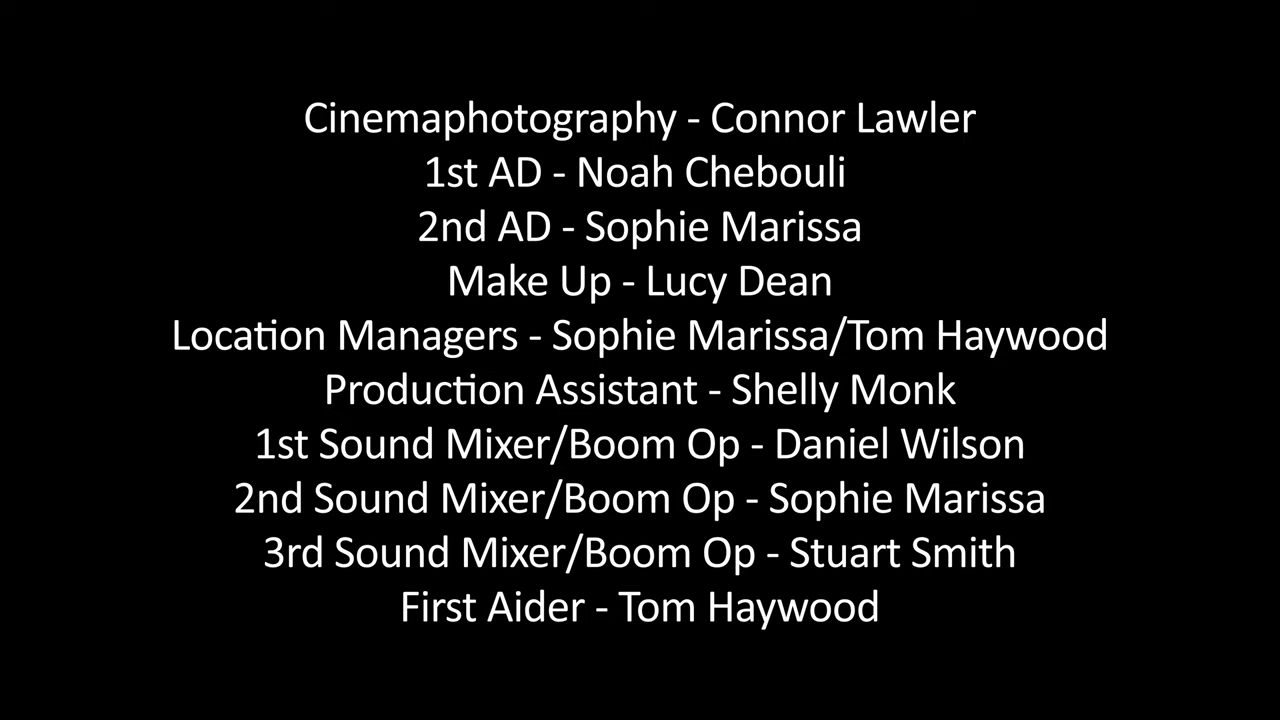 Cinemaphotography - Connor Lawler
1st AD - Noah Chebouli
2nd AD - Sophie Marissa
Make Up - Lucy Dean
Location Managers - Sophie Marissa/Tom Haywood
Production Assistant - Shelly Monk
1st Sound Mixer/Boom Op - Daniel Wilson
2nd Sound Mixer/Boom Op - Sophie Marissa
3rd Sound Mixer/Boom Op - Stuart Smith
First Aider - Tom Haywood